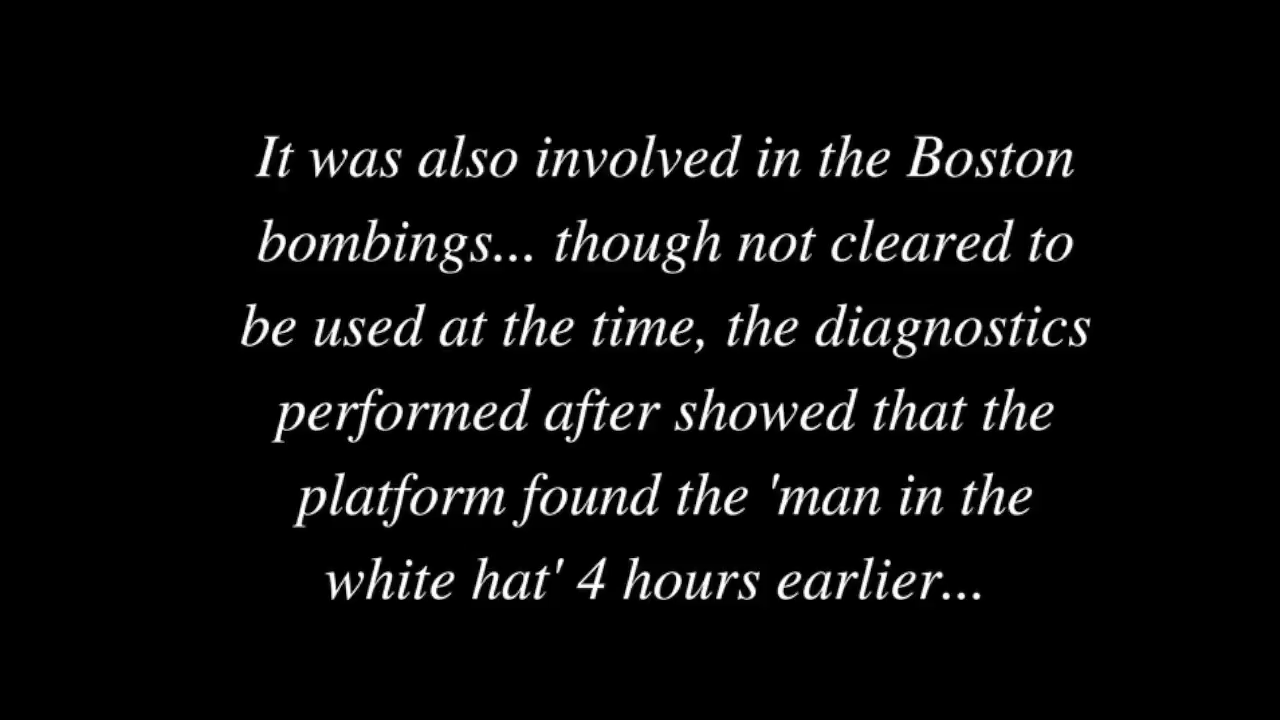 It was also involved in the Boston
bombings... though not cleared to
be used at the time, the diagnostics
performed after showed that the
platform found the 'man in the
white hat' 4 hours earlier...